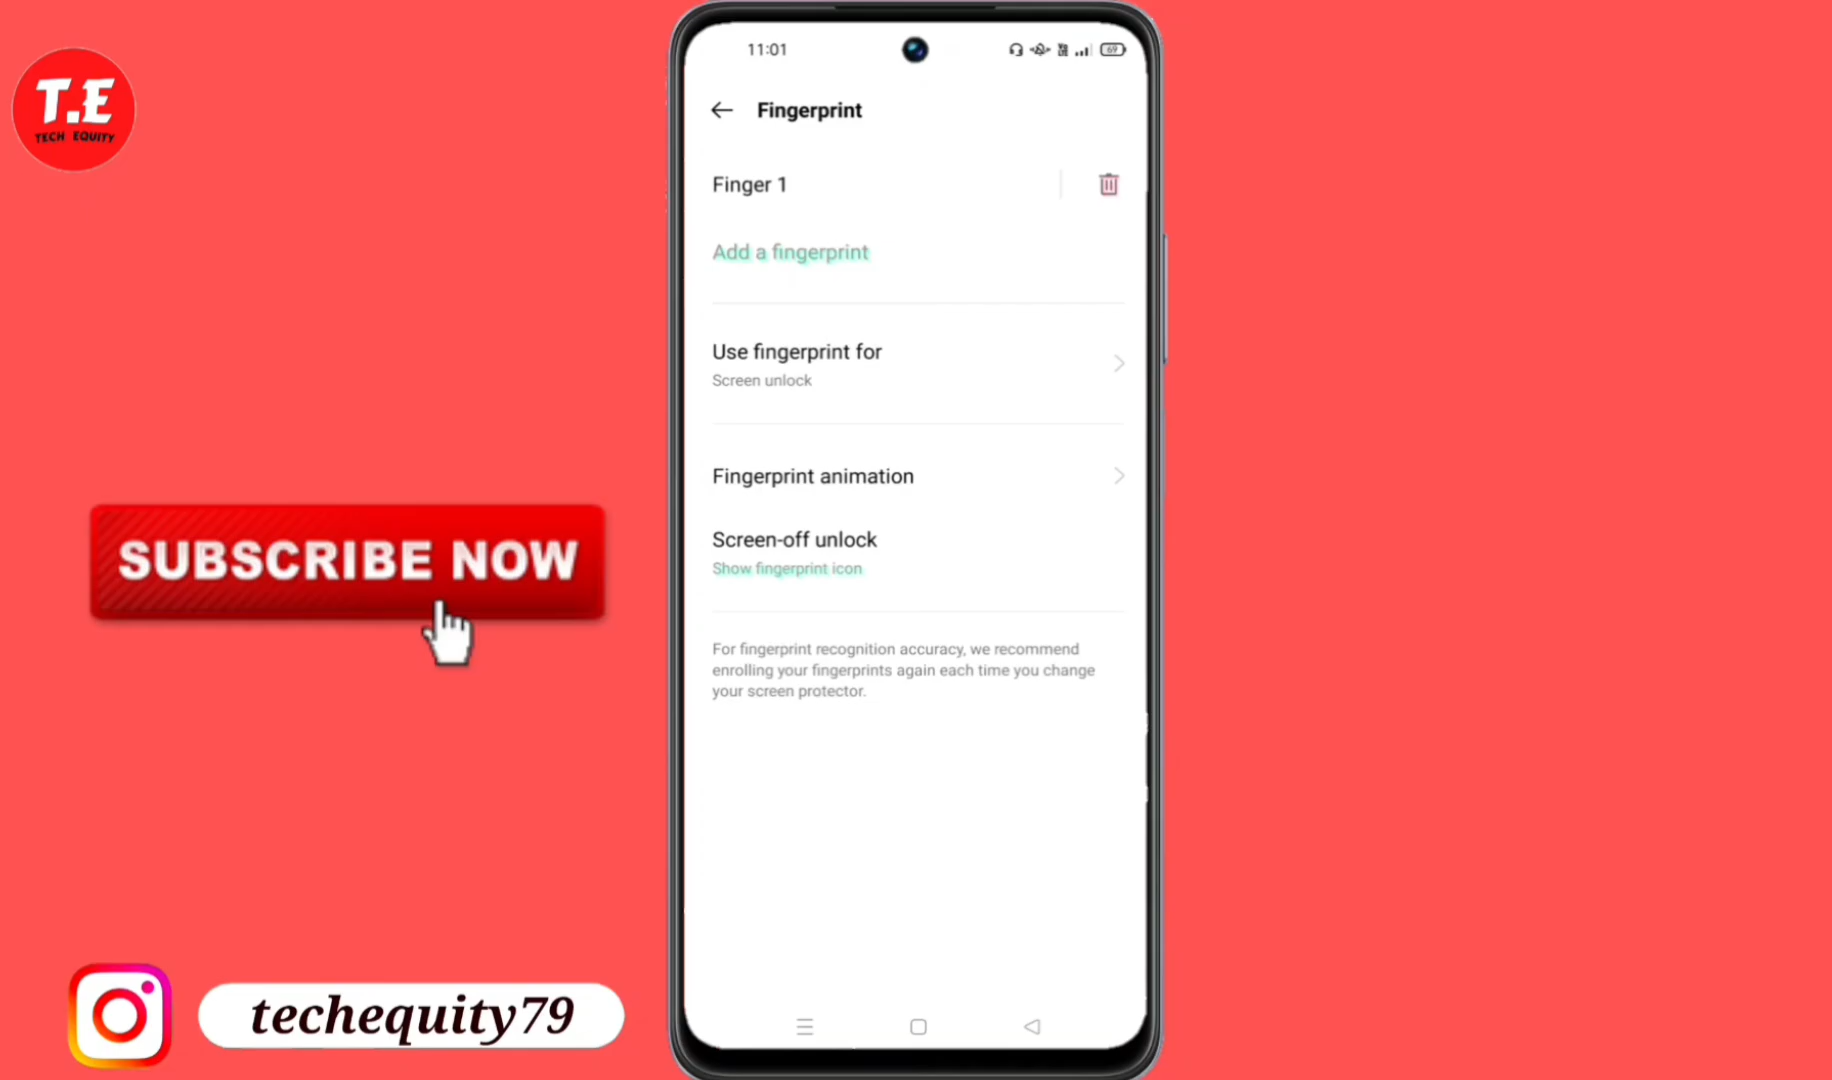 T.E
TECH EQUITY
SUBSCRIBE NOW
techequity79
11:01
69
Fingerprint
Finger 1
Add a fingerprint
Use fingerprint for
Screen unlock
Fingerprint animation
Screen-off unlock
Show fingerprint icon
For fingerprint recognition accuracy, we recommend
enrolling your fingerprints again each time you change
your screen protector.